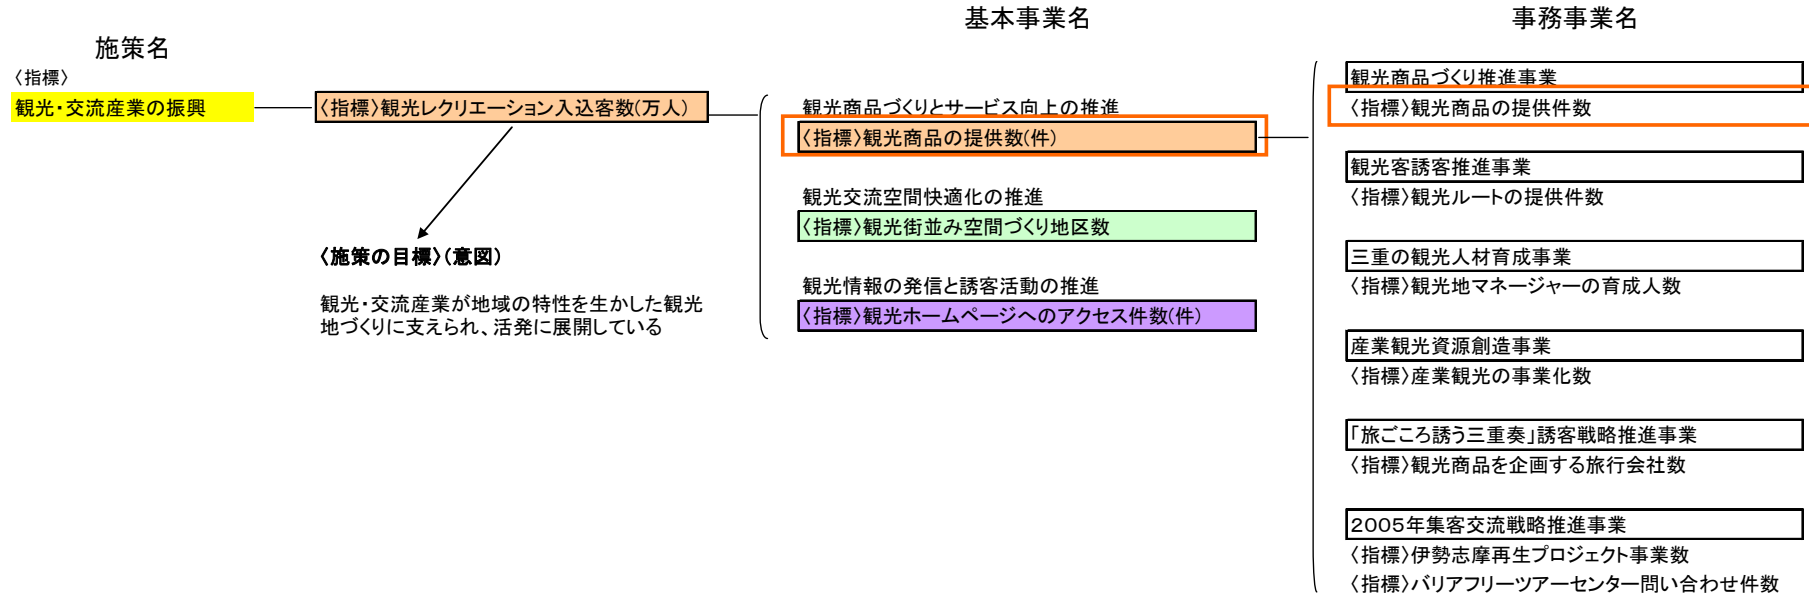 施策名
〈指標〉
観光・交流産業の振興
〈指標〉観光レクリエーション入込客数(万人)
〈施策の目標〉(意図)
観光・交流産業が地域の特性を生かした観光
地づくりに支えられ、活発に展開している
基本事業名
観光商品づくりとサービス向上の推進
〈指標〉観光商品の提供数(件)
観光交流空間快適化の推進
〈指標〉観光街並み空間づくり地区数
観光情報の発信と誘客活動の推進
〈指標〉観光ホームページへのアクセス件数(件)
事務事業名
観光商品づくり推進事業
〈指標〉観光商品の提供件数
観光客誘客推進事業
〈指標〉観光ルートの提供件数
三重の観光人材育成事業
〈指標〉観光地マネージャーの育成人数
産業観光資源創造事業
〈指標〉産業観光の事業化数
「旅ごころ誘う三重奏」誘客戦略推進事業
〈指標〉観光商品を企画する旅行会社数
2005年集客交流戦略推進事業
〈指標〉伊勢志摩再生プロジェクト事業数
〈指標〉バリアフリーツアーセンター問い合わせ件数